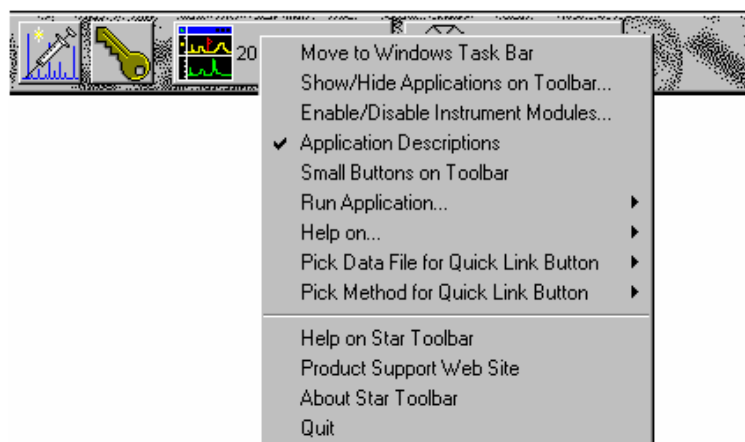 20
Move to Windows Task Bar
Show/Hide Applications on Toolbar...
Enable/Disable Instrument Modules...
Application Descriptions
Small Buttons on Toolbar
Run Application...
Help on...
Pick Data File for Quick Link Button
Pick Method for Quick Link Button
Help on Star Toolbar
Product Support Web Site
About Star Toolbar
Quit